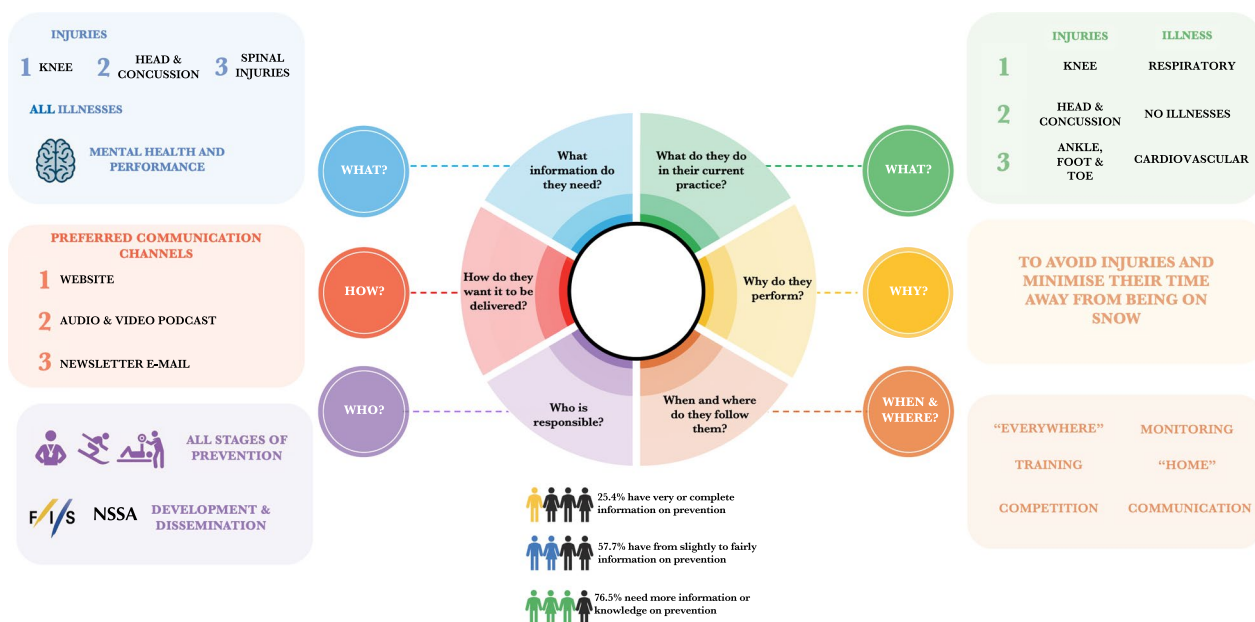 INJURIES
1 KNEE
2 HEAD &
CONCUSSION
3 SPINAL
INJURIES
ALL ILLNESSES
MENTAL HEALTH AND
PERFORMANCE
WHAT?
What
information do
they need?
PREFERRED COMMUNICATION
CHANNELS
1 WEBSITE
2 AUDIO & VIDEO PODCAST
3 NEWSLETTER E-MAIL
HOW?
How do they
want it to be
delivered?
ALL STAGES OF
PREVENTION
FIS NSSA DEVELOPMENT &
DISSEMINATION
WHO?
Who is
responsible?
What do they do
in their current
practice?
WHAT?
INJURIES ILLNESS
1 KNEE RESPIRATORY
2 HEAD &
CONCUSSION NO ILLNESSES
3 ANKLE,
FOOT &
TOE CARDIOVASCULAR
Why do they
perform?
WHY?
TO AVOID INJURIES AND
MINIMISE THEIR TIME
AWAY FROM BEING ON
SNOW
When and where
do they follow
them?
WHEN &
WHERE?
“EVERYWHERE” MONITORING
TRAINING “HOME”
COMPETITION COMMUNICATION
25.4% have very or complete
information on prevention
57.7% have from slightly to fairly
information on prevention
76.5% need more information or
knowledge on prevention